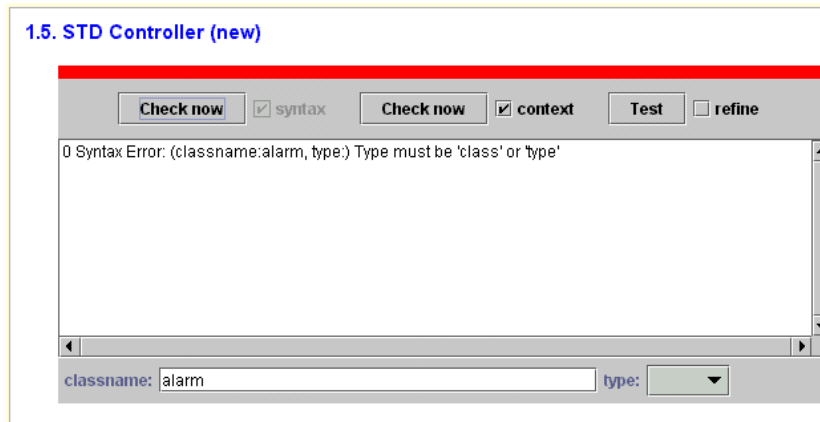 1.5. STD Controller (new)
Check now syntax Check now context Test refine
0 Syntax Error: (classname:alarm, type:) Type must be 'class' or 'type'
classname: alarm type: